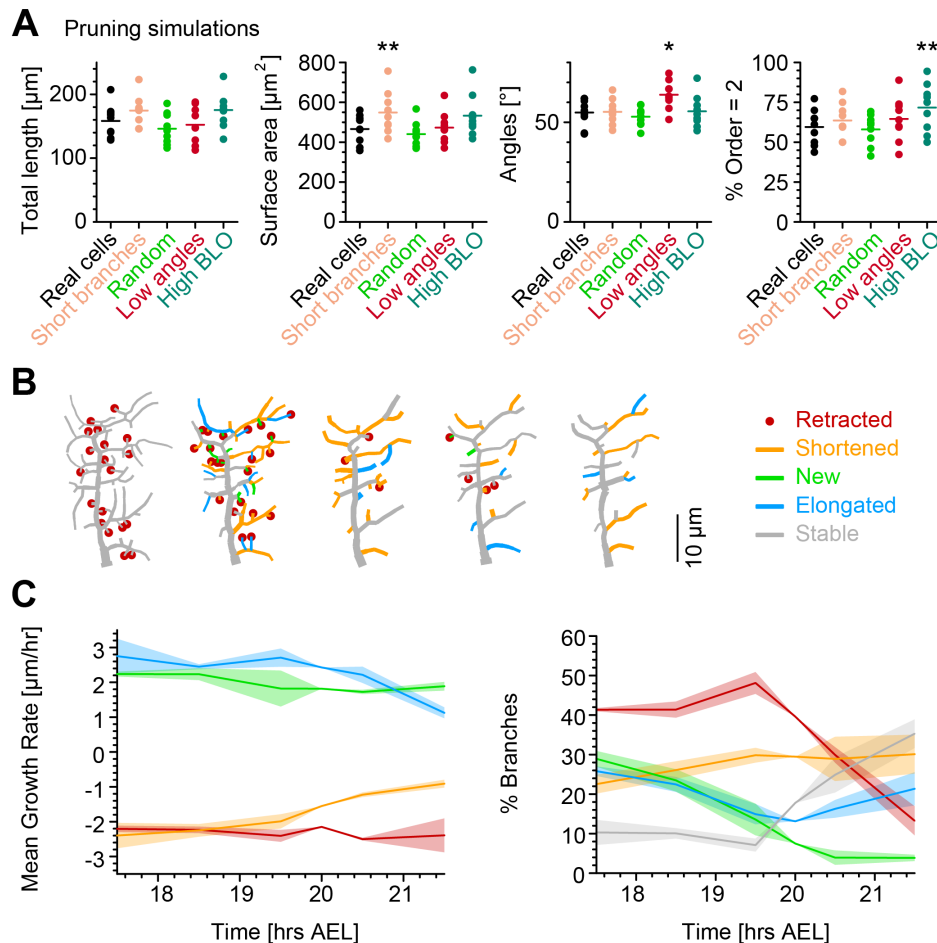 A Pruning simulations
Total length [µm]
200
100
0
Real cells
Short branches
Random
Low angles
High BLO
Surface area [µm²]
**
800
600
400
200
0
Real cells
Short branches
Random
Low angles
High BLO
Angles [°]
*
50
0
Real cells
Short branches
Random
Low angles
High BLO
% Order = 2
**
100
75
50
25
0
Real cells
Short branches
Random
Low angles
High BLO
B
Retracted
Shortened
New
Elongated
Stable
10 µm
C
Mean Growth Rate [µm/hr]
3
2
1
0
-1
-2
-3
18 19 20 21
Time [hrs AEL]
% Branches
60
50
40
30
20
10
0
18 19 20 21
Time [hrs AEL]